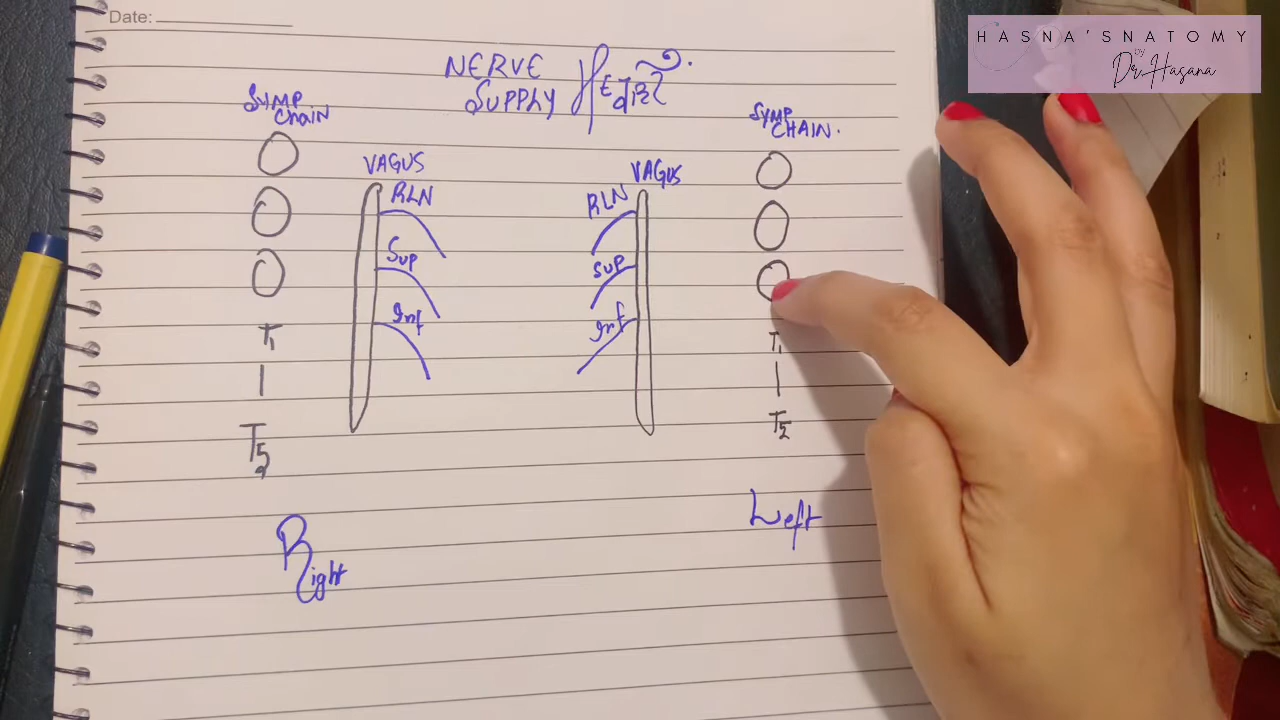 Date:
HASNA'SNATOMY
by
Dr.Hasana
NERVE
SUPPLY
SYMP
ChAIN
SYMP
CHAIN.
VAGUS
VAGUS
RLN
RLN
Sup
Sup
Inf
Inf
T1
T1
T5
T5
Right
Left